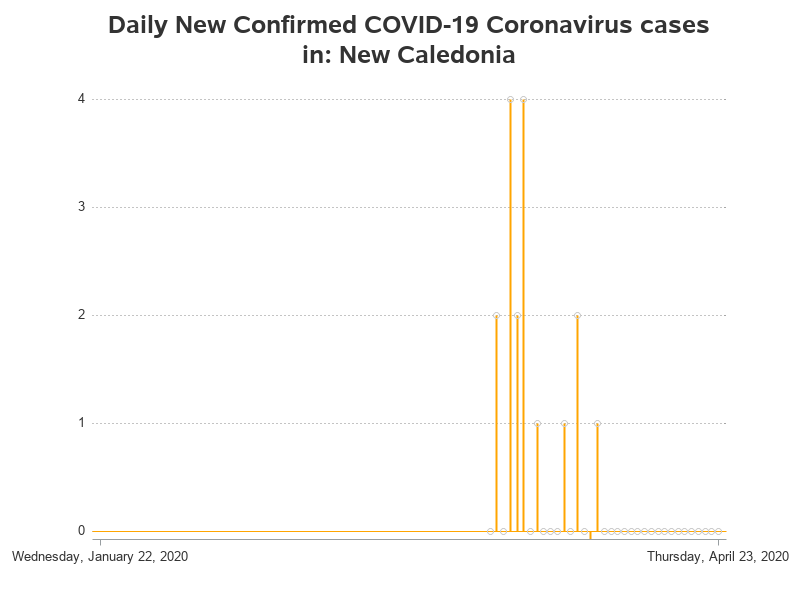 Daily New Confirmed COVID-19 Coronavirus cases
in: New Caledonia
4
3
2
1
0
Wednesday, January 22, 2020 Thursday, April 23, 2020